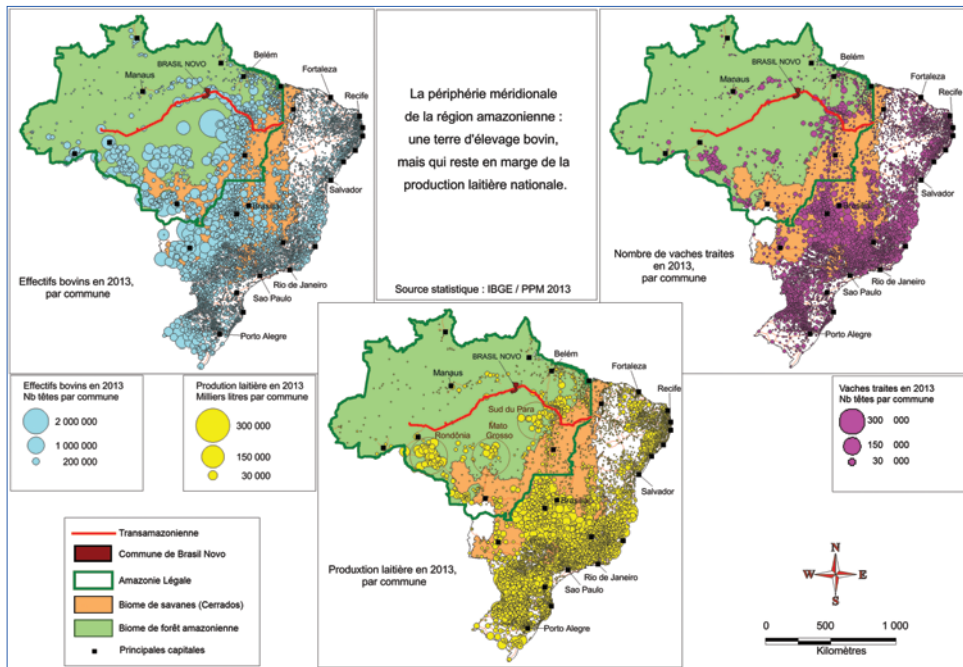 Belém
BRASIL NOVO
Manaus
Fortaleza
Recife
Salvador
Brasilia
Effectifs bovins en 2013,
par commune
Rio de Janeiro
Sao Paulo
Porto Alegre
La périphérie méridionale
de la région amazonienne :
une terre d'élevage bovin,
mais qui reste en marge de la
production laitière nationale.
Source statistique : IBGE / PPM 2013
Belém
BRASIL NOVO
Manaus
Fortaleza
Recife
Salvador
Brasilia
Nombre de vaches traites
en 2013,
par commune
Rio de Janeiro
Sao Paulo
Porto Alegre
BRASIL NOVO
Belém
Manaus
Fortaleza
Recife
Sud du Para
Rondônia
Mato
Grosso
Salvador
Brasilia
Produxtion laitière en 2013,
par commune
Rio de Janeiro
Sao Paulo
Porto Alegre
Effectifs bovins en 2013
Nb têtes par commune
2 000 000
1 000 000
200 000
Prodution laitière en 2013
Milliers litres par commune
300 000
150 000
30 000
Vaches traites en 2013
Nb têtes par commune
300 000
150 000
30 000
Transamazonienne
Commune de Brasil Novo
Amazonie Légale
Biome de savanes (Cerrados)
Biome de forêt amazonienne
Principales capitales
N
W E
S
0 500 1 000
Kilomètres